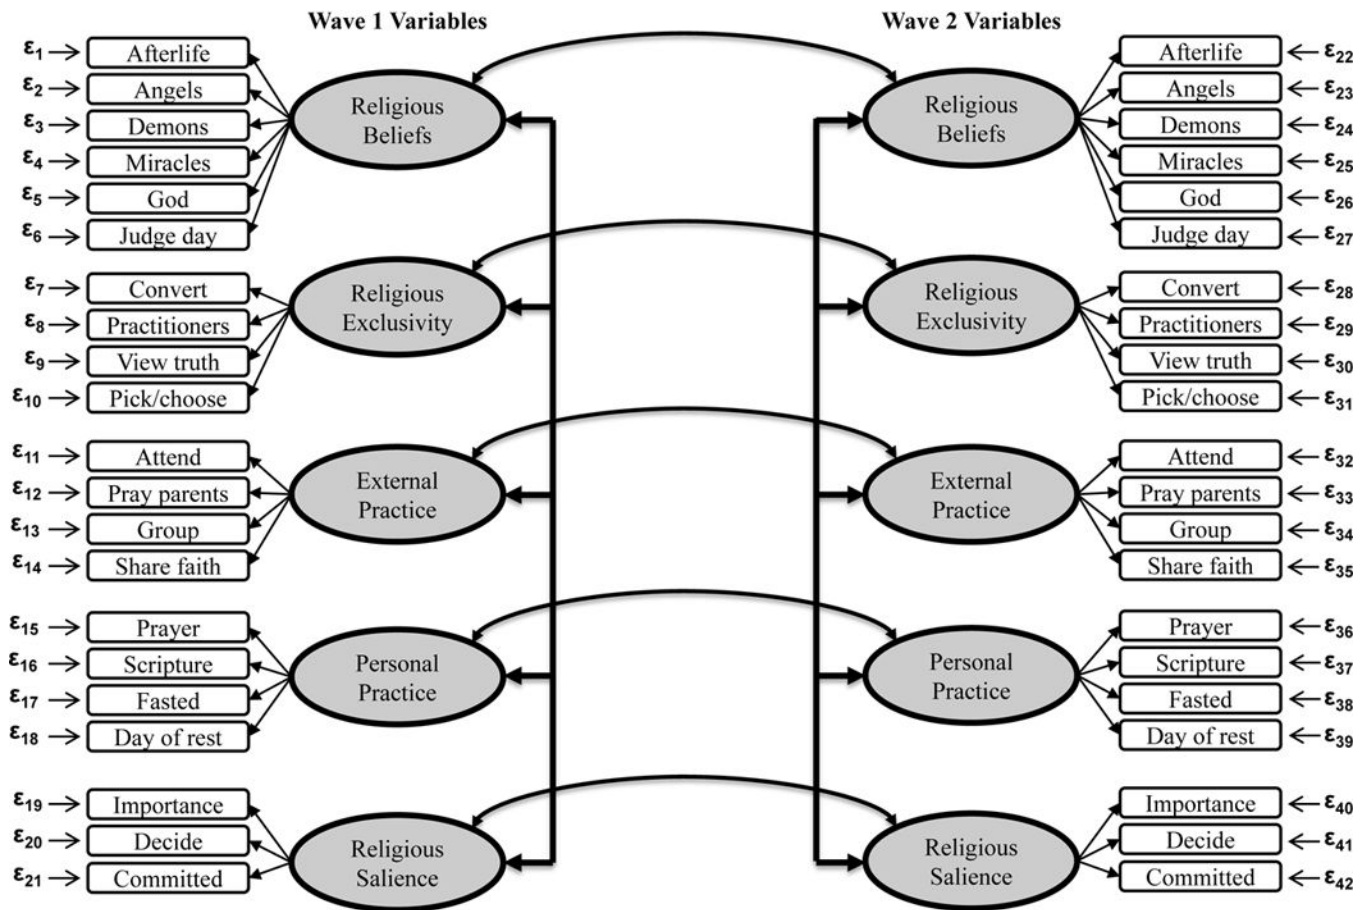 Wave 1 Variables
Wave 2 Variables
ε1
Afterlife
ε2
Angels
ε3
Demons
ε4
Miracles
ε5
God
ε6
Judge day
Religious
Beliefs
Religious
Beliefs
Afterlife
ε22
Angels
ε23
Demons
ε24
Miracles
ε25
God
ε26
Judge day
ε27
ε7
Convert
ε8
Practitioners
ε9
View truth
ε10
Pick/choose
Religious
Exclusivity
Religious
Exclusivity
Convert
ε28
Practitioners
ε29
View truth
ε30
Pick/choose
ε31
ε11
Attend
ε12
Pray parents
ε13
Group
ε14
Share faith
External
Practice
External
Practice
Attend
ε32
Pray parents
ε33
Group
ε34
Share faith
ε35
ε15
Prayer
ε16
Scripture
ε17
Fasted
ε18
Day of rest
Personal
Practice
Personal
Practice
Prayer
ε36
Scripture
ε37
Fasted
ε38
Day of rest
ε39
ε19
Importance
ε20
Decide
ε21
Committed
Religious
Salience
Religious
Salience
Importance
ε40
Decide
ε41
Committed
ε42